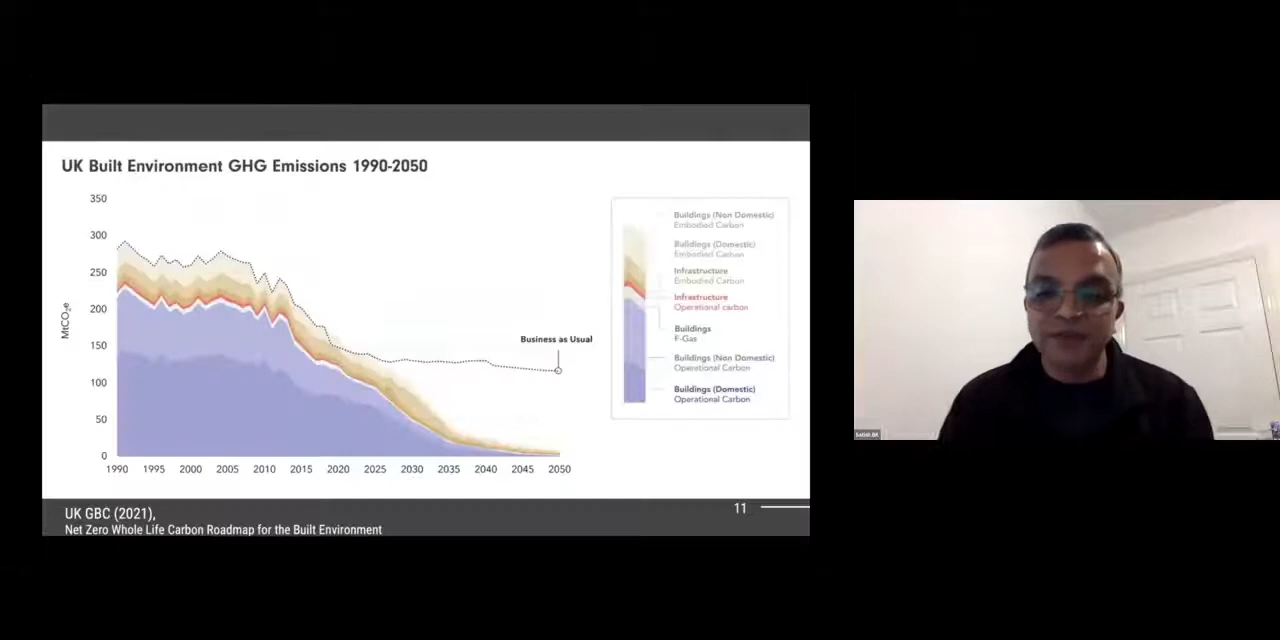 UK Built Environment GHG Emissions 1990-2050
350
300
250
200
150
100
50
0
MtCO₂e
1990 1995 2000 2005 2010 2015 2020 2025 2030 2035 2040 2045 2050
Business as Usual
Buildings (Non Domestic)
Embodied Carbon
Buildings (Domestic)
Embodied Carbon
Infrastructure
Embodied Carbon
Infrastructure
Operational carbon
Buildings
F-Gas
Buildings (Non Domestic)
Operational Carbon
Buildings (Domestic)
Operational Carbon
UK GBC (2021),
Net Zero Whole Life Carbon Roadmap for the Built Environment
11
Satish BK